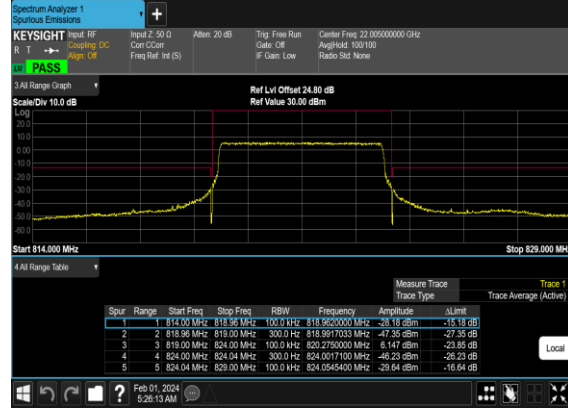 Spectrum Analyzer 1
Spurious Emissions
+
KEYSIGHT Input: RF Input Z: 50 Ω Atten: 20 dB Trig: Free Run Center Freq: 22.005000000 GHz
R T Coupling: DC Corr CCorr Gate: Off Avg|Hold: 100/100
Align: Off Freq Ref: Int (S) IF Gain: Low Radio Std: None
PASS
3 All Range Graph Ref Lvl Offset 24.80 dB
Scale/Div 10.0 dB Ref Value 30.00 dBm
Log
20.0
10.0
0.00
-10.0
-20.0
-30.0
-40.0
-50.0
-60.0
Start 814.000 MHz Stop 829.000 MH
4 All Range Table
Measure Trace Trace 1
Trace Type Trace Average (Active)
Spur Range Start Freq Stop Freq RBW Frequency Amplitude ΔLimit
1 1 814.00 MHz 818.96 MHz 100.0 kHz 818.9620000 MHz -28.18 dBm -15.18 dB
2 2 818.96 MHz 819.00 MHz 300.0 Hz 818.9917033 MHz -47.35 dBm -27.35 dB
3 3 819.00 MHz 824.00 MHz 100.0 kHz 820.2750000 MHz 6.147 dBm -23.85 dB
4 4 824.00 MHz 824.04 MHz 300.0 Hz 824.0017100 MHz -46.23 dBm -26.23 dB
5 5 824.04 MHz 829.00 MHz 100.0 kHz 824.0545400 MHz -29.64 dBm -16.64 dB
Local
? Feb 01, 2024
5:26:13 AM